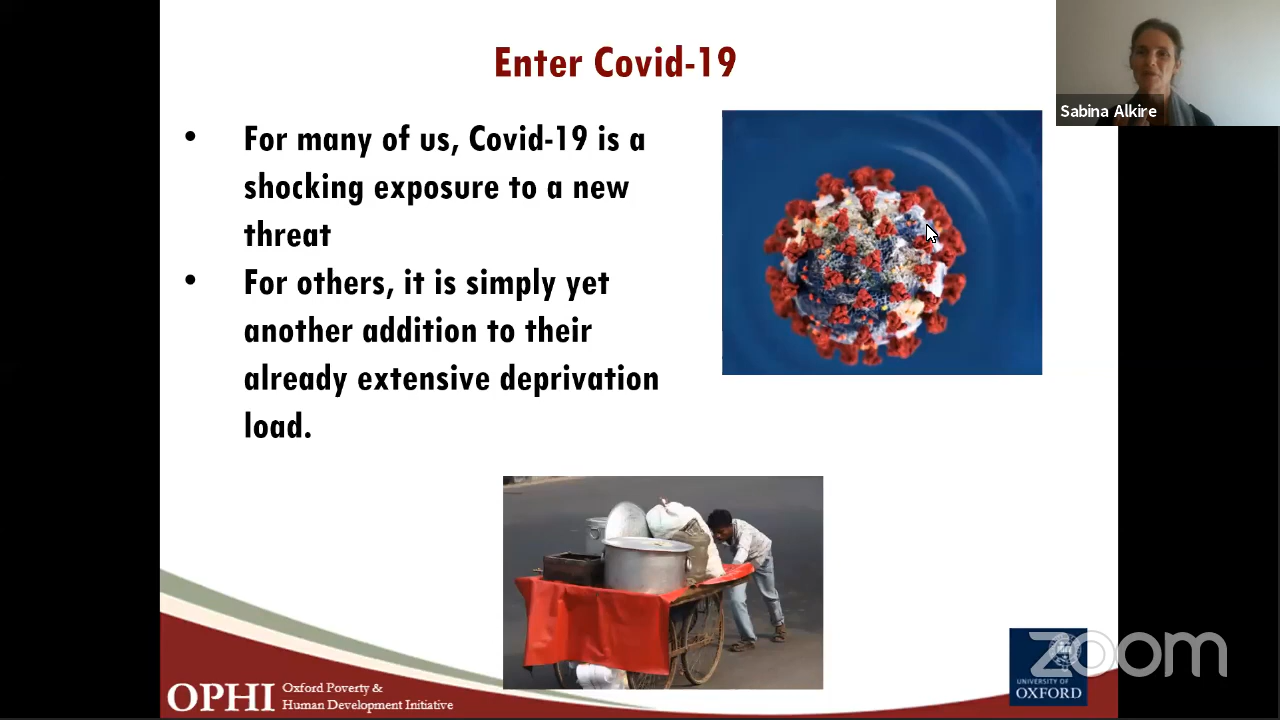 Enter Covid-19
Sabina Alkire
• For many of us, Covid-19 is a
shocking exposure to a new
threat
• For others, it is simply yet
another addition to their
already extensive deprivation
load.
OPHI
Oxford Poverty &
Human Development Initiative
UNIVERSITY OF
OXFORD
zoom